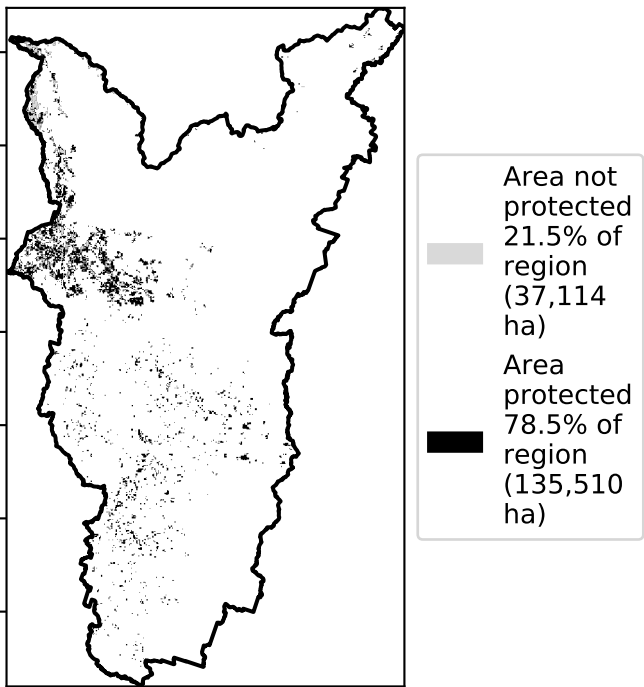 Area not
protected
21.5% of
region
(37,114
ha)
Area
protected
78.5% of
region
(135,510
ha)